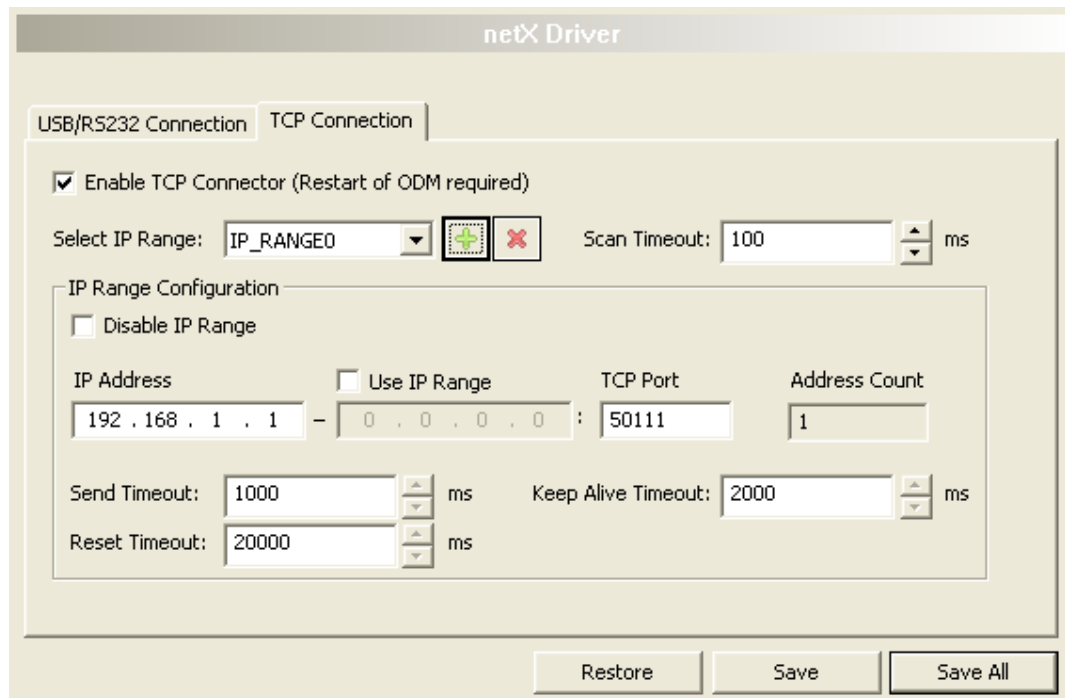 netX Driver
USB/RS232 Connection TCP Connection
Enable TCP Connector (Restart of ODM required)
Select IP Range: IP_RANGE0 Scan Timeout: 100 ms
IP Range Configuration
Disable IP Range
IP Address Use IP Range TCP Port Address Count
192 . 168 . 1 . 1 – 0 . 0 . 0 . 0 : 50111 1
Send Timeout: 1000 ms Keep Alive Timeout: 2000 ms
Reset Timeout: 20000 ms
Restore Save Save All